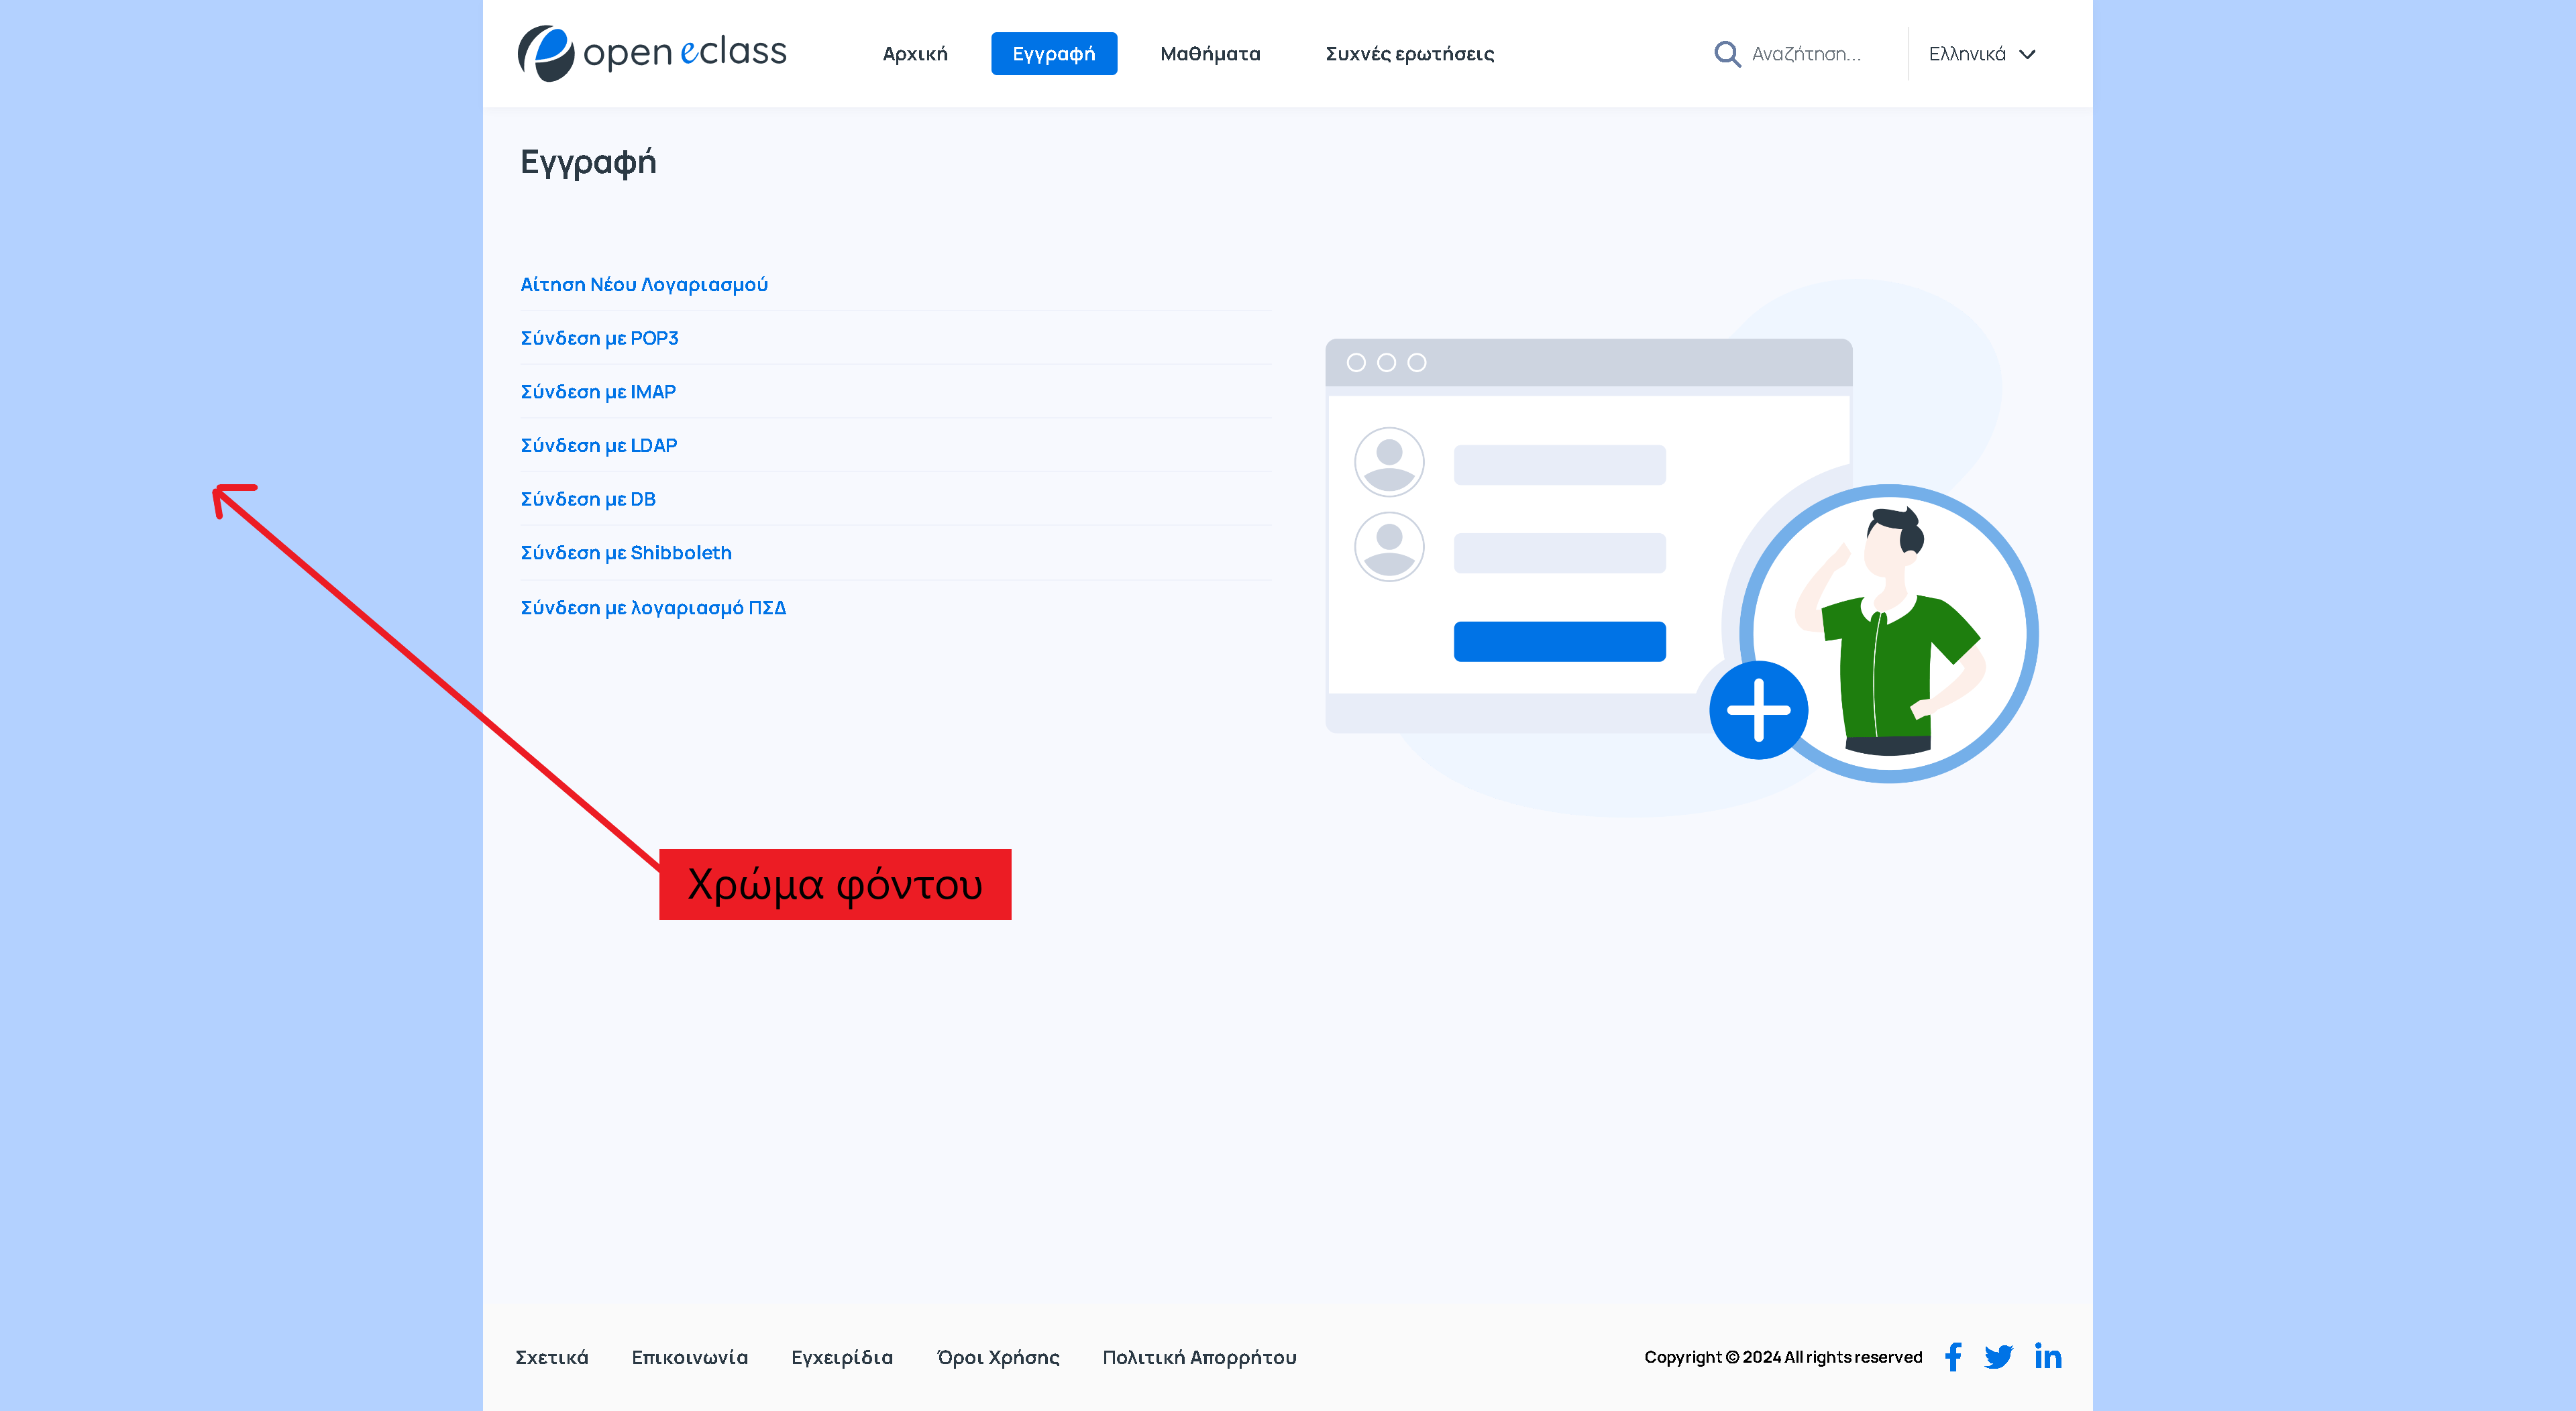 open eclass
Αρχική
Εγγραφή
Μαθήματα
Συχνές ερωτήσεις
Αναζήτηση...
Ελληνικά
Εγγραφή
Αίτηση Νέου Λογαριασμού
Σύνδεση με POP3
Σύνδεση με IMAP
Σύνδεση με LDAP
Σύνδεση με DB
Σύνδεση με Shibboleth
Σύνδεση με λογαριασμό ΠΣΔ
Χρώμα φόντου
Σχετικά
Επικοινωνία
Εγχειρίδια
Όροι Χρήσης
Πολιτική Απορρήτου
Copyright © 2024 All rights reserved